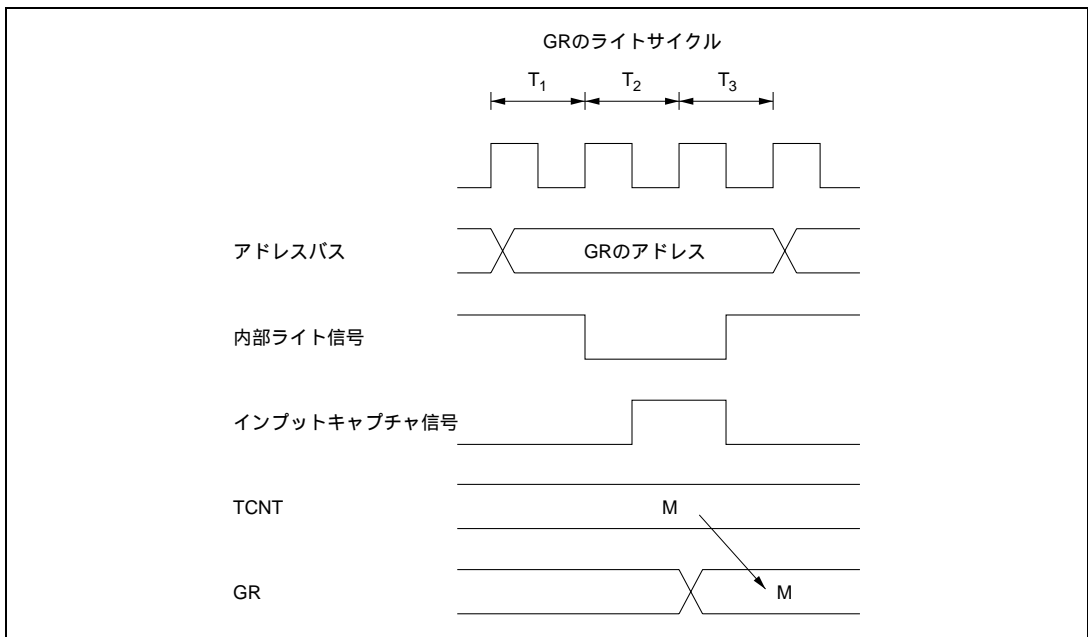 GRのライトサイクル
T1 T2 T3
アドレスバス GRのアドレス
内部ライト信号
インプットキャプチャ信号
TCNT M
GR M